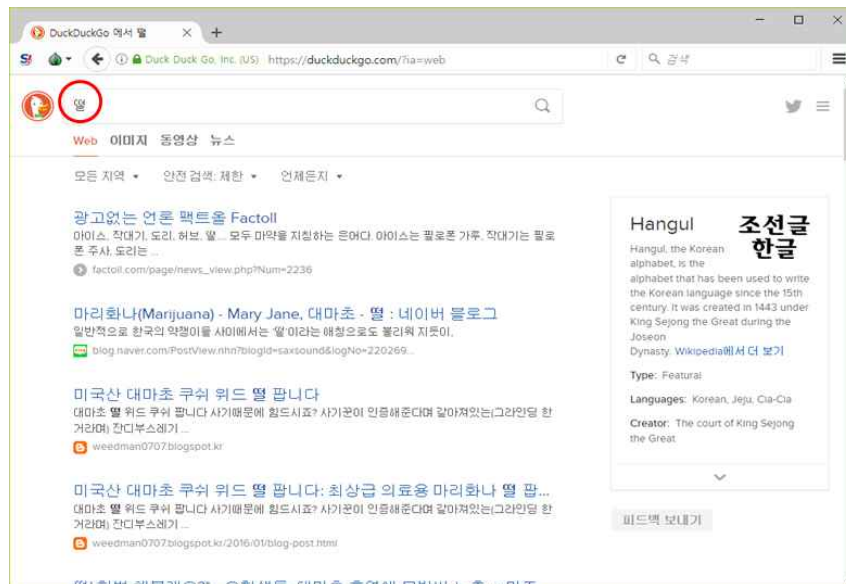 DuckDuckGo 에서 떨
Duck Duck Go, Inc. (US) https://duckduckgo.com/?ia=web
검색
떨
Web 이미지 동영상 뉴스
모든 지역 안전 검색: 제한 언제든지
광고없는 언론 팩트올 Factoll
아이스, 작대기, 도리, 허브, 떨.... 모두 마약을 지칭하는 은어다. 아이스는 필로폰 가루, 작대기는 필로
폰 주사, 도리는 ...
factoll.com/page/news_view.php?Num=2236
마리화나(Marijuana) - Mary Jane, 대마초 - 떨 : 네이버 블로그
일반적으로 한국의 약쟁이들 사이에서는 '떨'이라는 애칭으로도 불리워 지듯이,
blog.naver.com/PostView.nhn?blogId=saxsound&logNo=220269...
미국산 대마초 쿠쉬 위드 떨 팝니다
대마초 떨 위드 쿠쉬 팝니다 사기때문에 힘드시죠? 사기꾼이 인증해준다며 갈아져있는(그라인딩 한
거라며) 잔디부스레기 ...
weedman0707.blogspot.kr
미국산 대마초 쿠쉬 위드 떨 팝니다: 최상급 의료용 마리화나 떨 팝...
대마초 떨 위드 쿠쉬 팝니다 사기때문에 힘드시죠? 사기꾼이 인증해준다며 갈아져있는(그라인딩 한
거라며) 잔디부스레기 ...
weedman0707.blogspot.kr/2016/01/blog-post.html
Hangul
조선글
한글
Hangul, the Korean
alphabet, is the
alphabet that has been used to write
the Korean language since the 15th
century. It was created in 1443 under
King Sejong the Great during the
Joseon
Dynasty. Wikipedia에서 더 보기
Type: Featural
Languages: Korean, Jeju, Cia-Cia
Creator: The court of King Sejong
the Great
피드백 보내기